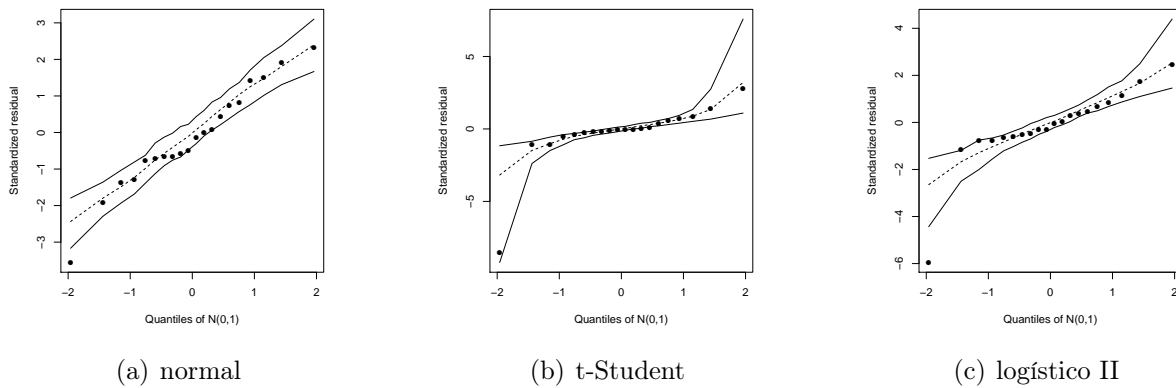 3
2
1
0
−1
−2
−3
Standardized residual
−2 −1 0 1 2
Quantiles of N(0,1)
(a) normal
5
0
−5
Standardized residual
−2 −1 0 1 2
Quantiles of N(0,1)
(b) t-Student
4
2
0
−2
−4
−6
Standardized residual
−2 −1 0 1 2
Quantiles of N(0,1)
(c) logístico II